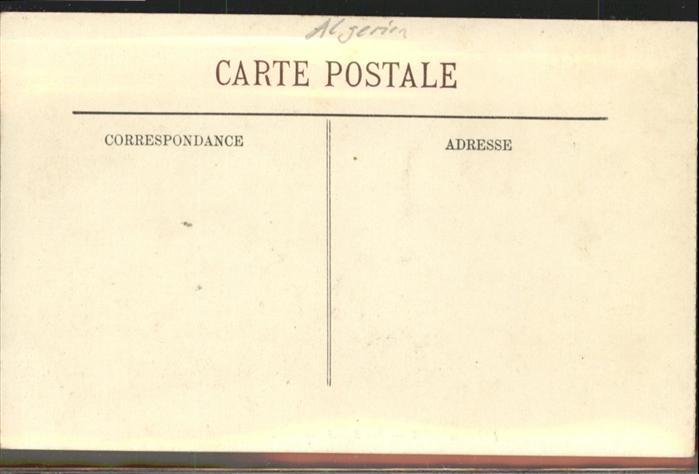 Algerien
CARTE POSTALE
CORRESPONDANCE
ADRESSE